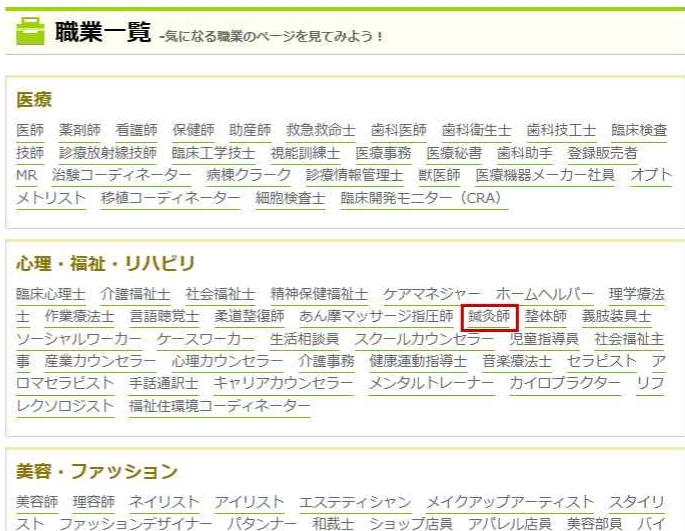 職業一覧 -気になる職業のページを見てみよう！
医療
医師 薬剤師 看護師 保健師 助産師 救急救命士 歯科医師 歯科衛生士 歯科技工士 臨床検査
技師 診療放射線技師 臨床工学技士 視能訓練士 医療事務 医療秘書 歯科助手 登録販売者
MR 治験コーディネーター 病棟クラーク 診療情報管理士 獣医師 医療機器メーカー社員 オプト
メトリスト 移植コーディネーター 細胞検査士 臨床開発モニター（CRA）
心理・福祉・リハビリ
臨床心理士 介護福祉士 社会福祉士 精神保健福祉士 ケアマネジャー ホームヘルパー 理学療法
士 作業療法士 言語聴覚士 柔道整復師 あん摩マッサージ指圧師 鍼灸師 整体師 義肢装具士
ソーシャルワーカー ケースワーカー 生活相談員 スクールカウンセラー 児童指導員 社会福祉主
事 産業カウンセラー 心理カウンセラー 介護事務 健康運動指導士 音楽療法士 セラピスト ア
ロマセラピスト 手話通訳士 キャリアカウンセラー メンタルトレーナー カイロプラクター リフ
レクソロジスト 福祉住環境コーディネーター
美容・ファッション
美容師 理容師 ネイリスト アイリスト エステティシャン メイクアップアーティスト スタイリ
スト ファッションデザイナー パタンナー 和裁士 ショップ店員 アパレル店員 美容部員 バイ